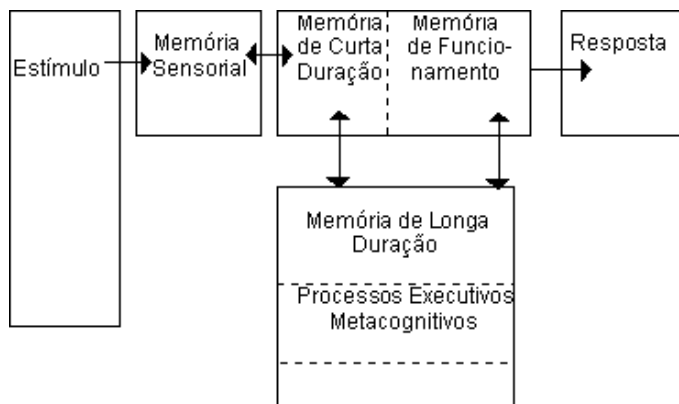 Estímulo
Memória
Sensorial
Memória
de Curta
Duração
Memória
de Funcio-
namento
Resposta
Memória de Longa
Duração
Processos Executivos
Metacognitivos